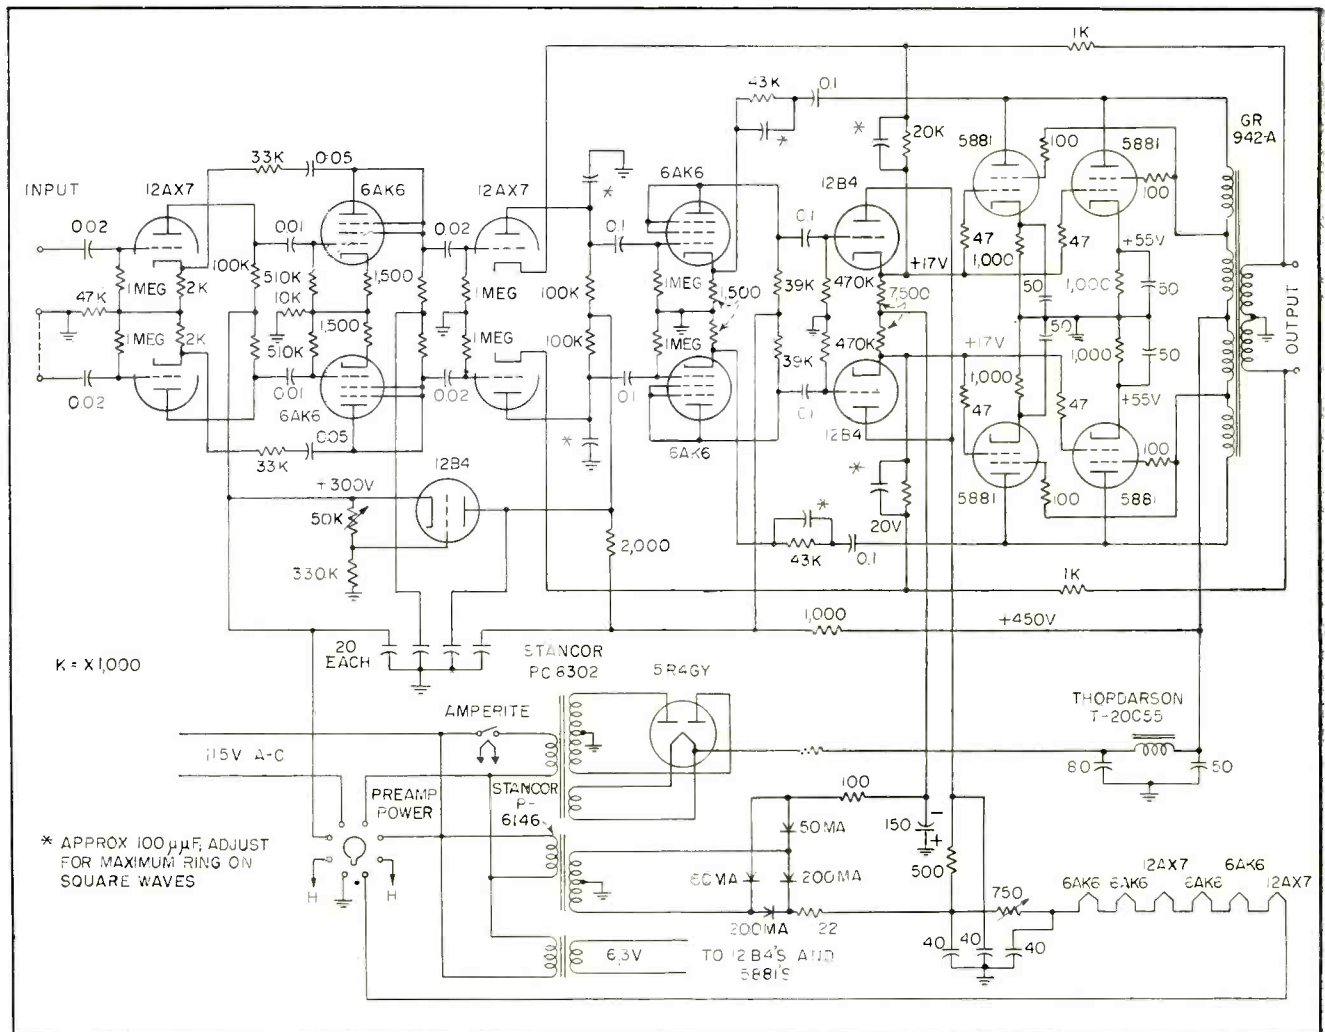 1K
43K
0.1
GR
942-A
*
*
20K
5881
100
5881
33K
0.05
12AX7
6AK6
12AX7
6AK6
12B4
100
INPUT
*
0.02
0.01
0.02
0.1
0.1
47
47
+55V
100K
1,500
+17V
1,000
510K
1MEG
2K
1MEG
100K
1MEG
39K
470K
50
1,000
50
47K
10K
1,500
7,500
1,500
1MEG
2K
510K
1MEG
100K
1MEG
39K
470K
50
1,000
50
OUTPUT
+17V
1,000
0.02
0.01
0.02
0.1
0.1
47
47
+55V
6AK6
12B4
*
6AK6
100
33K
0.05
12B4
*
5881
100
5881
+300V
50K
*
20V
2,000
43K
0.1
330K
1K
1,000
+450V
20
EACH
STANCOR
PC 8302
5R4GY
K = X1,000
THORDARSON
T-20C55
AMPERITE
115V A-C
80
50
PREAMP
POWER
STANCOR
P-
6146
100
50MA
150
-
+
* APPROX 100μμF, ADJUST
FOR MAXIMUM RING ON
SQUARE WAVES
60MA
200MA
500
750
12AX7
6AK6
6AK6
6AK6
6AK6
12AX7
H
H
200MA
22
40
40
40
6.3V
TO 12B4'S AND
5881'S